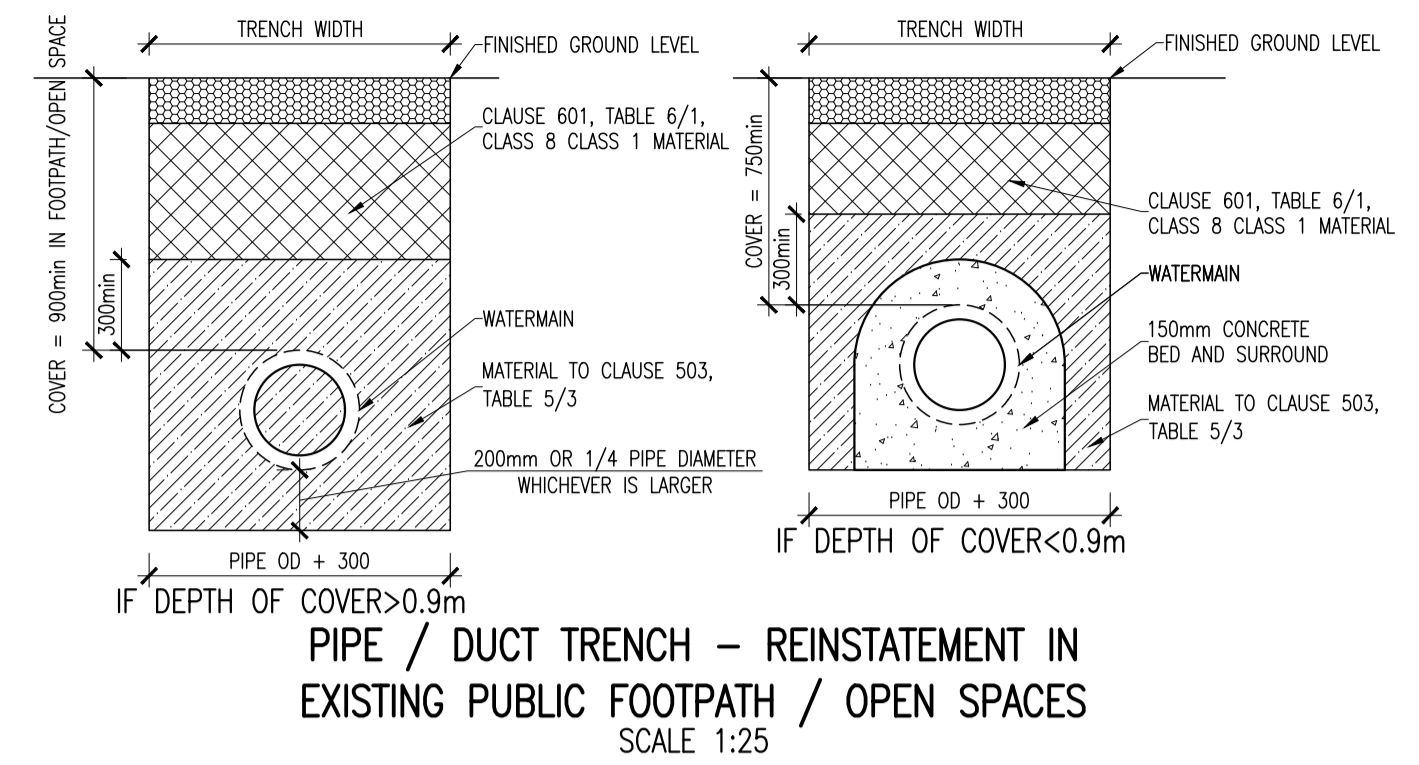 TRENCH WIDTH
FINISHED GROUND LEVEL
COVER = 900min IN FOOTPATH/OPEN SPACE
300min
CLAUSE 601, TABLE 6/1,
CLASS 8 CLASS 1 MATERIAL
WATERMAIN
MATERIAL TO CLAUSE 503,
TABLE 5/3
200mm OR 1/4 PIPE DIAMETER
WHICHEVER IS LARGER
PIPE OD + 300
IF DEPTH OF COVER>0.9m
TRENCH WIDTH
FINISHED GROUND LEVEL
COVER = 750min
300min
CLAUSE 601, TABLE 6/1,
CLASS 8 CLASS 1 MATERIAL
WATERMAIN
150mm CONCRETE
BED AND SURROUND
MATERIAL TO CLAUSE 503,
TABLE 5/3
PIPE OD + 300
IF DEPTH OF COVER<0.9m
PIPE / DUCT TRENCH – REINSTATEMENT IN
EXISTING PUBLIC FOOTPATH / OPEN SPACES
SCALE 1:25